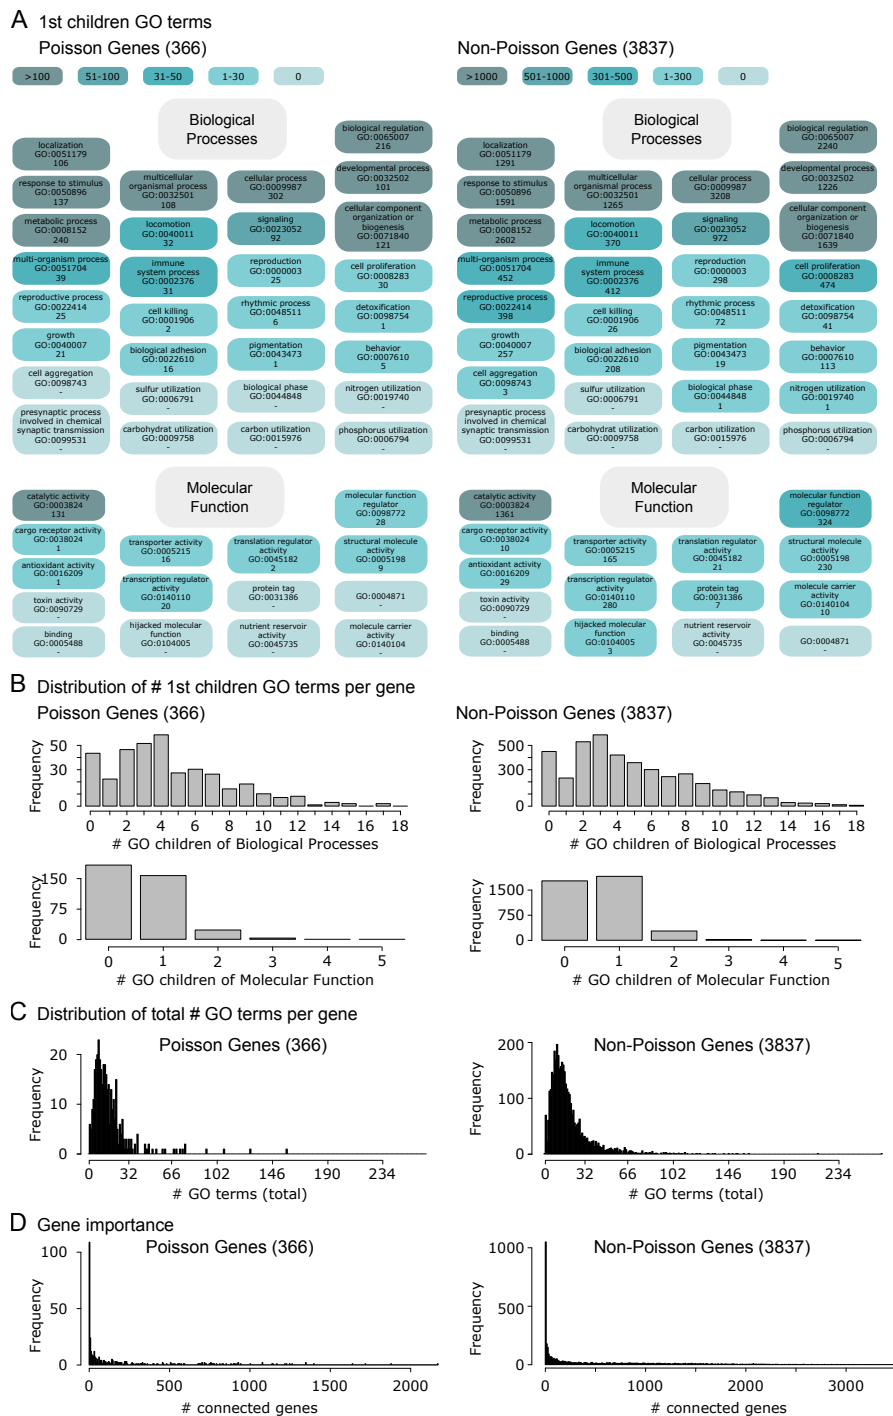 A 1st children GO terms
Poisson Genes (366)
>100
51-100
31-50
1-30
0
Biological
Processes
localization
GO:0051179
106
response to stimulus
GO:0050896
137
metabolic process
GO:0008152
240
multi-organism process
GO:0051704
39
reproductive process
GO:0022414
25
growth
GO:0040007
21
cell aggregation
GO:0098743
-
presynaptic process
involved in chemical
synaptic transmission
GO:0099531
-
multicellular
organismal process
GO:0032501
108
locomotion
GO:0040011
32
immune
system process
GO:0002376
31
cell killing
GO:0001906
2
biological adhesion
GO:0022610
16
sulfur utilization
GO:0006791
-
carbohydrat utilization
GO:0009758
-
cellular process
GO:0009987
302
signaling
GO:0023052
92
reproduction
GO:0000003
25
rhythmic process
GO:0048511
6
pigmentation
GO:0043473
1
biological phase
GO:0044848
-
carbon utilization
GO:0015976
-
biological regulation
GO:0065007
216
developmental process
GO:0032502
101
cellular component
organization or
biogenesis
GO:0071840
121
cell proliferation
GO:0008283
30
detoxification
GO:0098754
1
behavior
GO:0007610
5
nitrogen utilization
GO:0019740
-
phosphorus utilization
GO:0006794
-
Molecular
Function
catalytic activity
GO:0003824
131
cargo receptor activity
GO:0038024
1
antioxidant activity
GO:0016209
1
toxin activity
GO:0090729
-
binding
GO:0005488
-
transporter activity
GO:0005215
16
transcription regulator
activity
GO:0140110
20
hijacked molecular
function
GO:0104005
-
translation regulator
activity
GO:0045182
2
protein tag
GO:0031386
-
nutrient reservoir
activity
GO:0045735
-
molecular function
regulator
GO:0098772
28
structural molecule
activity
GO:0005198
9
GO:0004871
-
molecule carrier
activity
GO:0140104
-
Non-Poisson Genes (3837)
>1000
501-1000
301-500
1-300
0
Biological
Processes
localization
GO:0051179
1291
response to stimulus
GO:0050896
1591
metabolic process
GO:0008152
2602
multi-organism process
GO:0051704
452
reproductive process
GO:0022414
398
growth
GO:0040007
257
cell aggregation
GO:0098743
3
presynaptic process
involved in chemical
synaptic transmission
GO:0099531
-
multicellular
organismal process
GO:0032501
1265
locomotion
GO:0040011
370
immune
system process
GO:0002376
412
cell killing
GO:0001906
26
biological adhesion
GO:0022610
208
sulfur utilization
GO:0006791
-
carbohydrat utilization
GO:0009758
-
cellular process
GO:0009987
3208
signaling
GO:0023052
972
reproduction
GO:0000003
298
rhythmic process
GO:0048511
72
pigmentation
GO:0043473
19
biological phase
GO:0044848
1
carbon utilization
GO:0015976
-
biological regulation
GO:0065007
2240
developmental process
GO:0032502
1226
cellular component
organization or
biogenesis
GO:0071840
1639
cell proliferation
GO:0008283
474
detoxification
GO:0098754
41
behavior
GO:0007610
113
nitrogen utilization
GO:0019740
1
phosphorus utilization
GO:0006794
-
Molecular
Function
catalytic activity
GO:0003824
1361
cargo receptor activity
GO:0038024
10
antioxidant activity
GO:0016209
29
toxin activity
GO:0090729
-
binding
GO:0005488
-
transporter activity
GO:0005215
165
transcription regulator
activity
GO:0140110
280
hijacked molecular
function
GO:0104005
3
translation regulator
activity
GO:0045182
21
protein tag
GO:0031386
7
nutrient reservoir
activity
GO:0045735
-
molecular function
regulator
GO:0098772
324
structural molecule
activity
GO:0005198
230
molecule carrier
activity
GO:0140104
10
GO:0004871
-
B Distribution of # 1st children GO terms per gene
Poisson Genes (366)
Frequency
50
30
0
0 2 4 6 8 10 12 14 16 18
# GO children of Biological Processes
Non-Poisson Genes (3837)
Frequency
500
300
0
0 2 4 6 8 10 12 14 16 18
# GO children of Biological Processes
Frequency
150
75
0
0 1 2 3 4 5
# GO children of Molecular Function
Frequency
1500
750
0
0 1 2 3 4 5
# GO children of Molecular Function
C Distribution of total # GO terms per gene
Poisson Genes (366)
Frequency
20
10
0
0 32 66 102 146 190 234
# GO terms (total)
Non-Poisson Genes (3837)
Frequency
200
100
0
0 32 66 102 146 190 234
# GO terms (total)
D Gene importance
Poisson Genes (366)
Frequency
100
50
0
0 500 1000 1500 2000
# connected genes
Non-Poisson Genes (3837)
Frequency
1000
500
0
0 1000 2000 3000
# connected genes